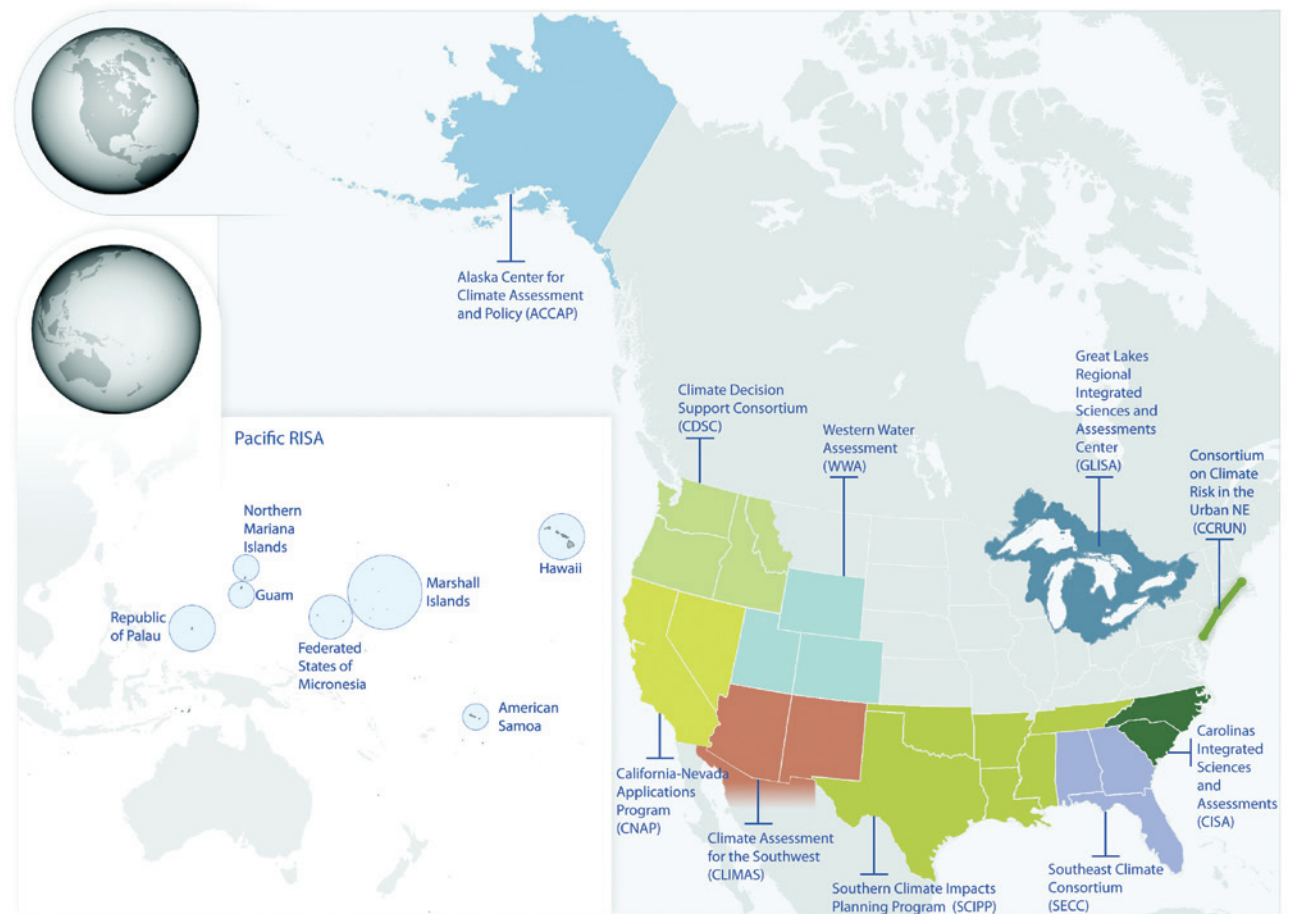 Alaska Center for
Climate Assessment
and Policy (ACCAP)
Great Lakes
Regional
Integrated
Sciences and
Assessments
Center
(GLISA)
Climate Decision
Support Consortium
(CDSC)
Western Water
Assessment
(WWA)
Consortium
on Climate
Risk in the
Urban NE
(CCRUN)
Pacific RISA
Northern
Mariana
Islands
Guam
Republic
of Palau
Federated
States of
Micronesia
Marshall
Islands
Hawaii
American
Samoa
California-Nevada
Applications
Program
(CNAP)
Climate Assessment
for the Southwest
(CLIMAS)
Southern Climate Impacts
Planning Program (SCIPP)
Southeast Climate
Consortium
(SECC)
Carolinas
Integrated
Sciences
and
Assessments
(CISA)